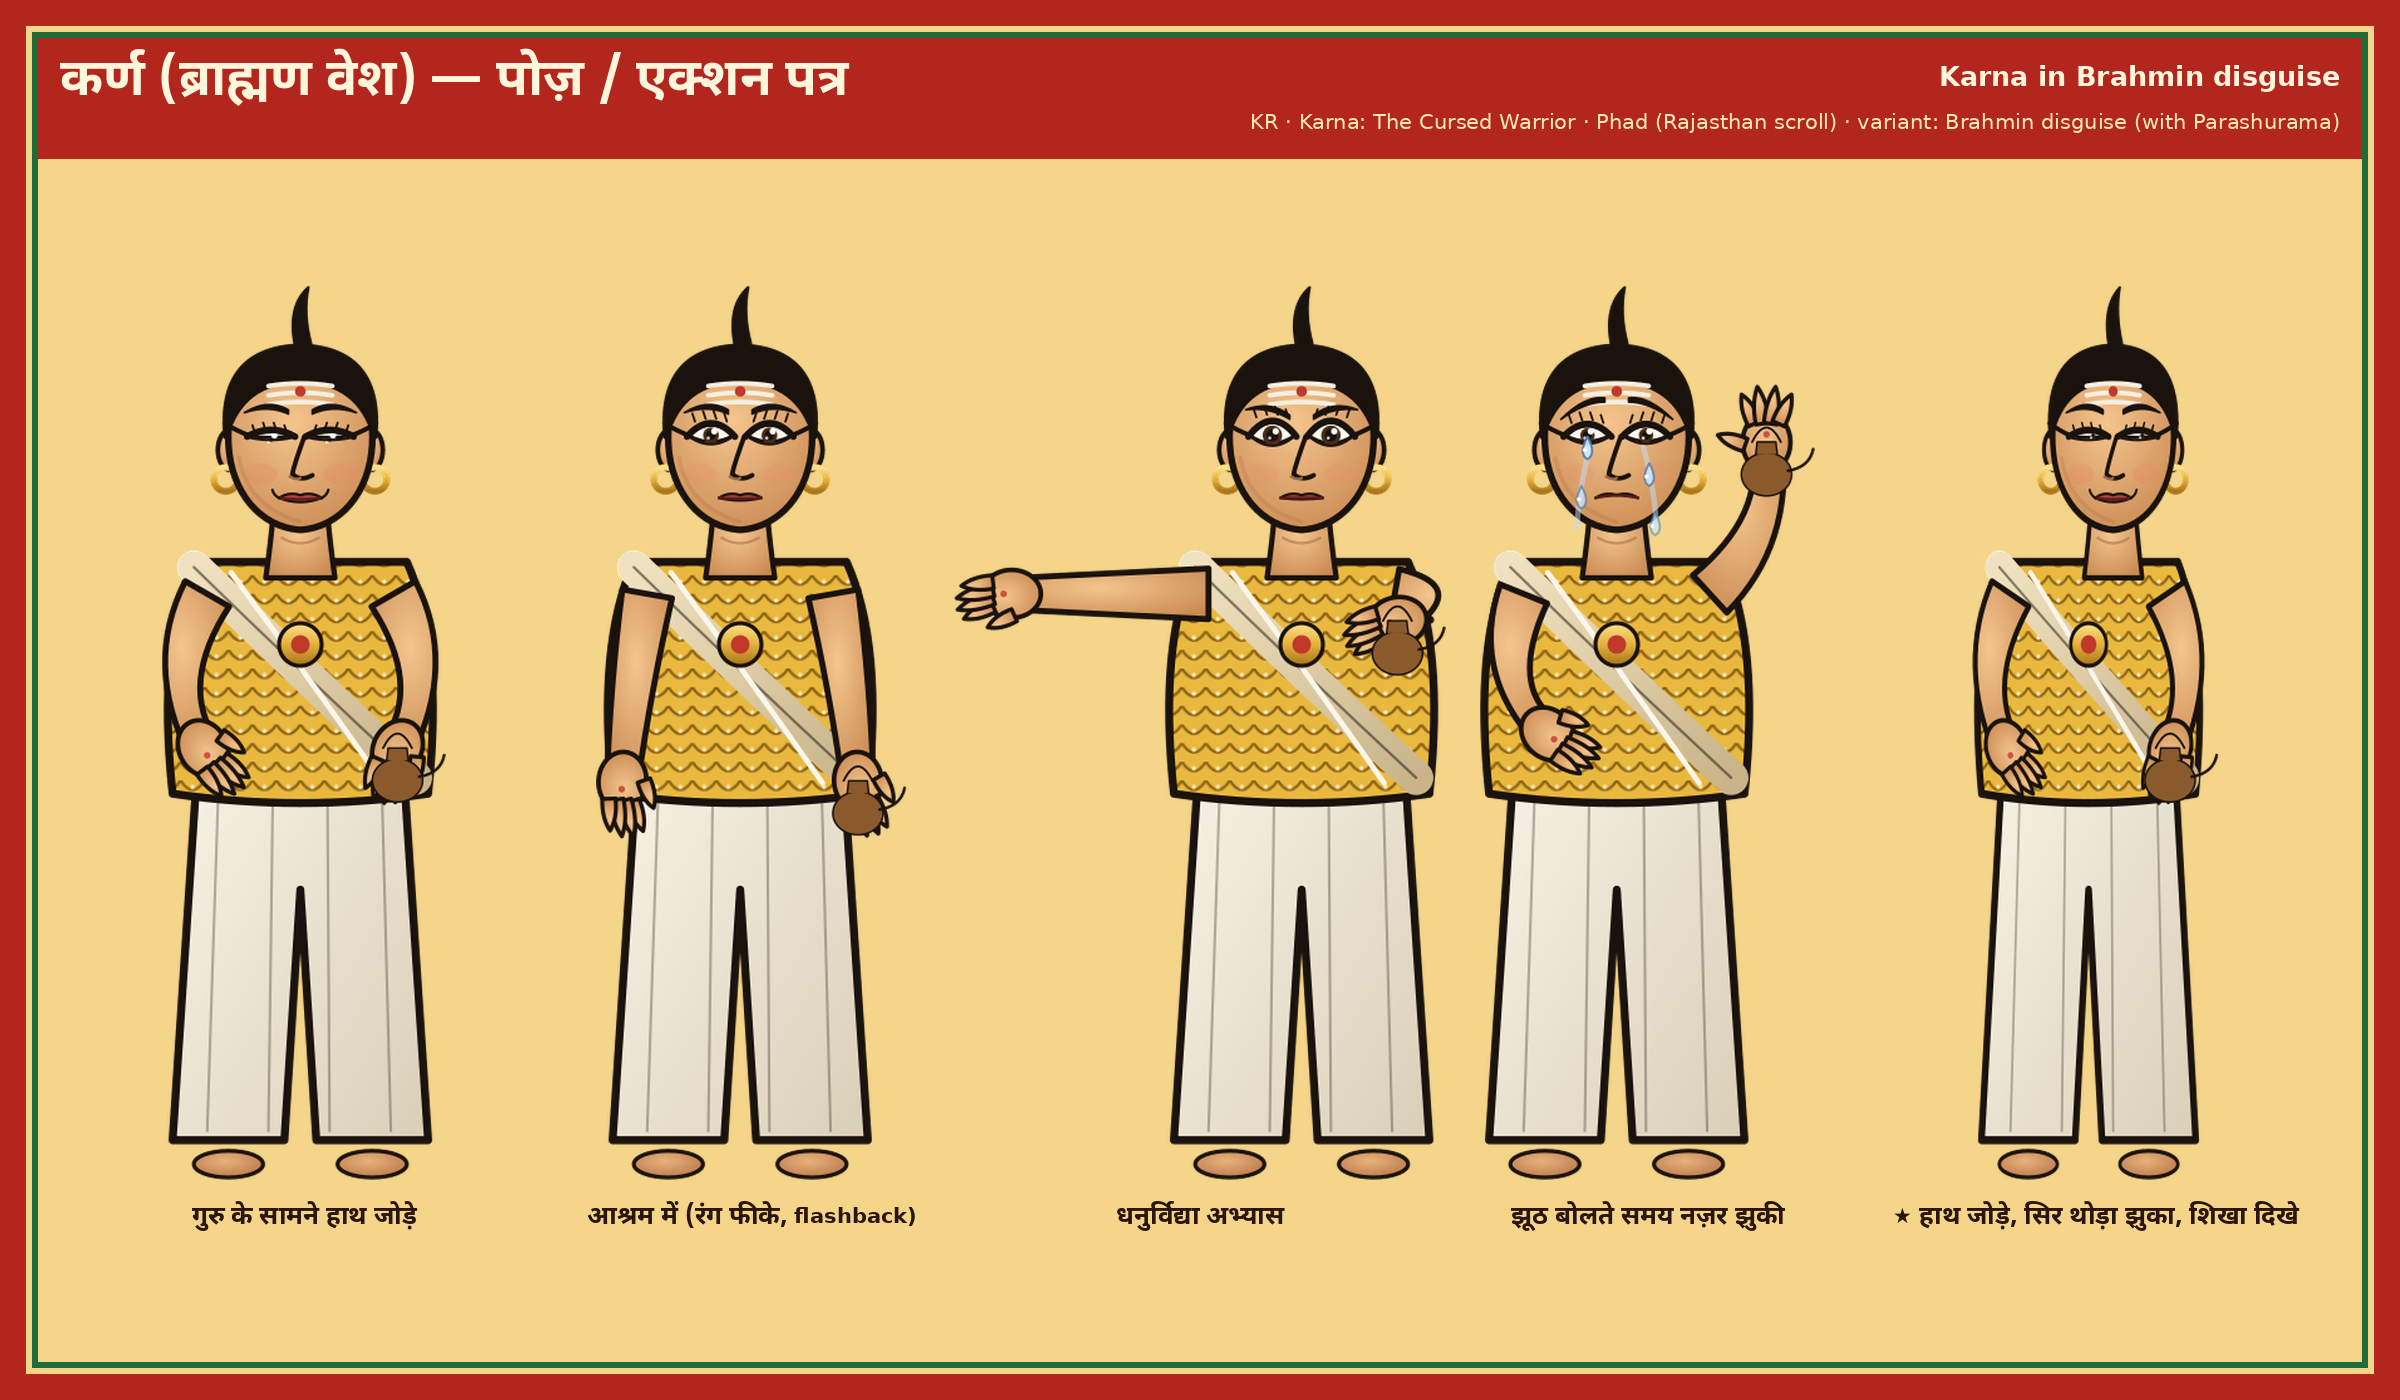 कर्ण (ब्राह्मण वेश) — पोज़ / एक्शन पत्र
Karna in Brahmin disguise
KR · Karna: The Cursed Warrior · Phad (Rajasthan scroll) · variant: Brahmin disguise (with Parashurama)
गुरु के सामने हाथ जोड़े
आश्रम में (रंग फीके, flashback)
धनुर्विद्या अभ्यास
झूठ बोलते समय नज़र झुकी
★ हाथ जोड़े, सिर थोड़ा झुका, शिखा दिखे